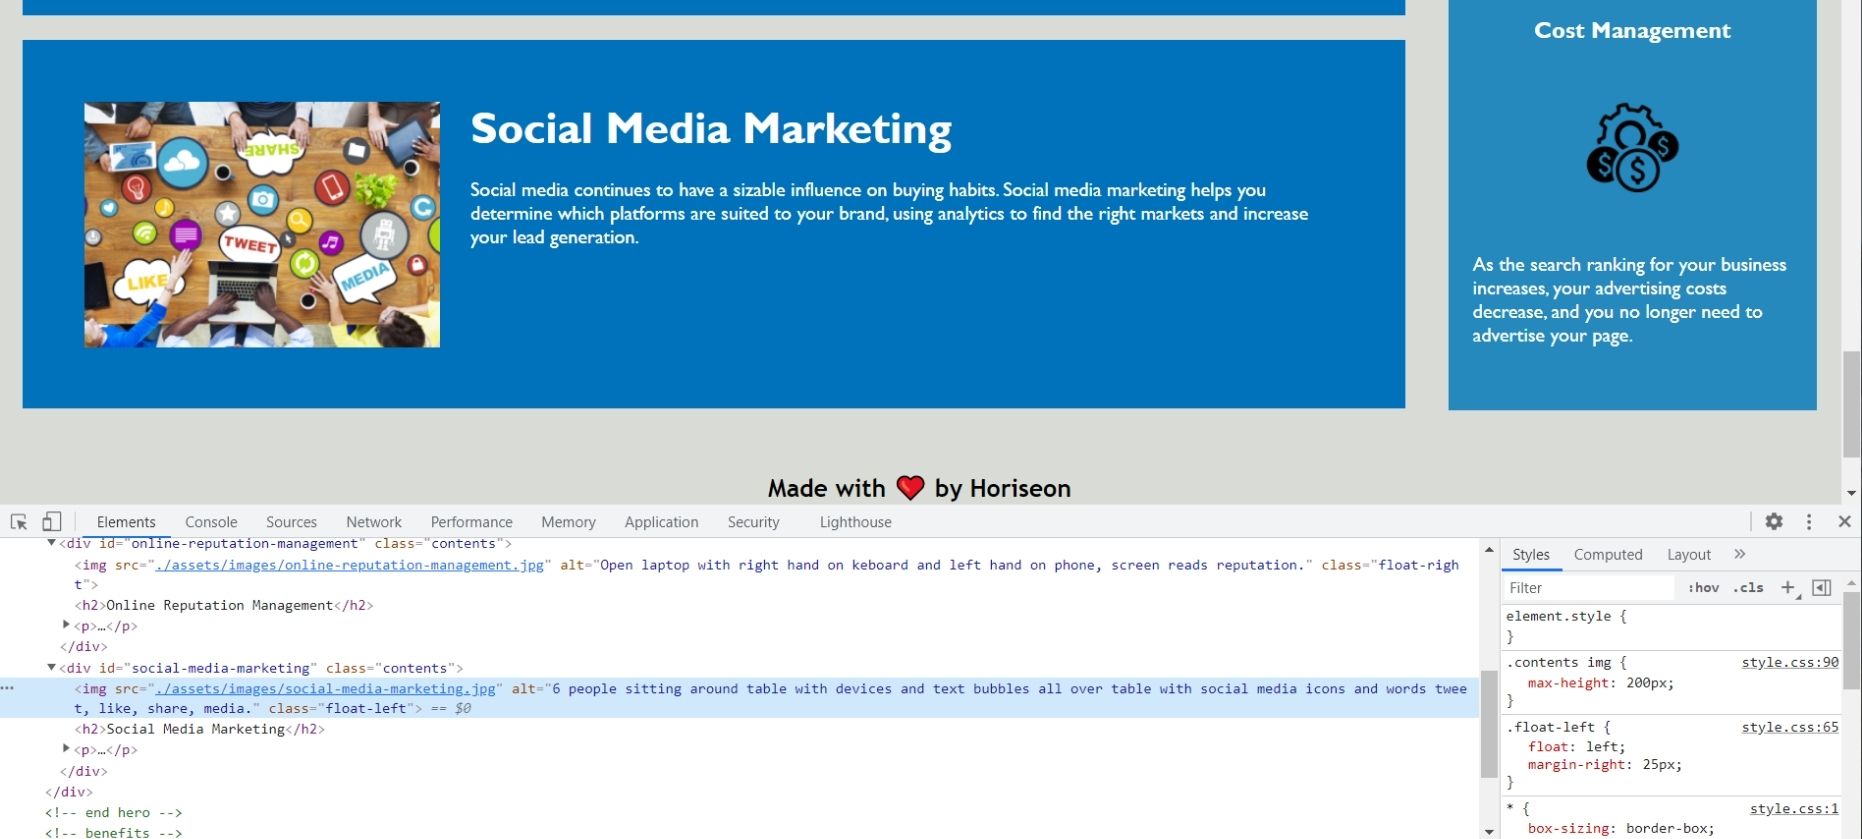 Cost Management
SHARE
TWEET
LIKE
MEDIA
Social Media Marketing
Social media continues to have a sizable influence on buying habits. Social media marketing helps you
determine which platforms are suited to your brand, using analytics to find the right markets and increase
your lead generation.
$ $ $
As the search ranking for your business
increases, your advertising costs
decrease, and you no longer need to
advertise your page.
Made with ❤ by Horiseon
Elements Console Sources Network Performance Memory Application Security Lighthouse
<div id="online-reputation-management" class="contents">
<img src="./assets/images/online-reputation-management.jpg" alt="Open laptop with right hand on keboard and left hand on phone, screen reads reputation." class="float-righ
t">
<h2>Online Reputation Management</h2>
<p>…</p>
</div>
<div id="social-media-marketing" class="contents">
<img src="./assets/images/social-media-marketing.jpg" alt="6 people sitting around table with devices and text bubbles all over table with social media icons and words twee
t, like, share, media." class="float-left"> == $0
<h2>Social Media Marketing</h2>
<p>…</p>
</div>
</div>
<!-- end hero -->
<!-- benefits -->
Styles Computed Layout »
Filter :hov .cls +
element.style {
}
.contents img { style.css:90
max-height: 200px;
}
.float-left { style.css:65
float: left;
margin-right: 25px;
}
* { style.css:1
box-sizing: border-box;